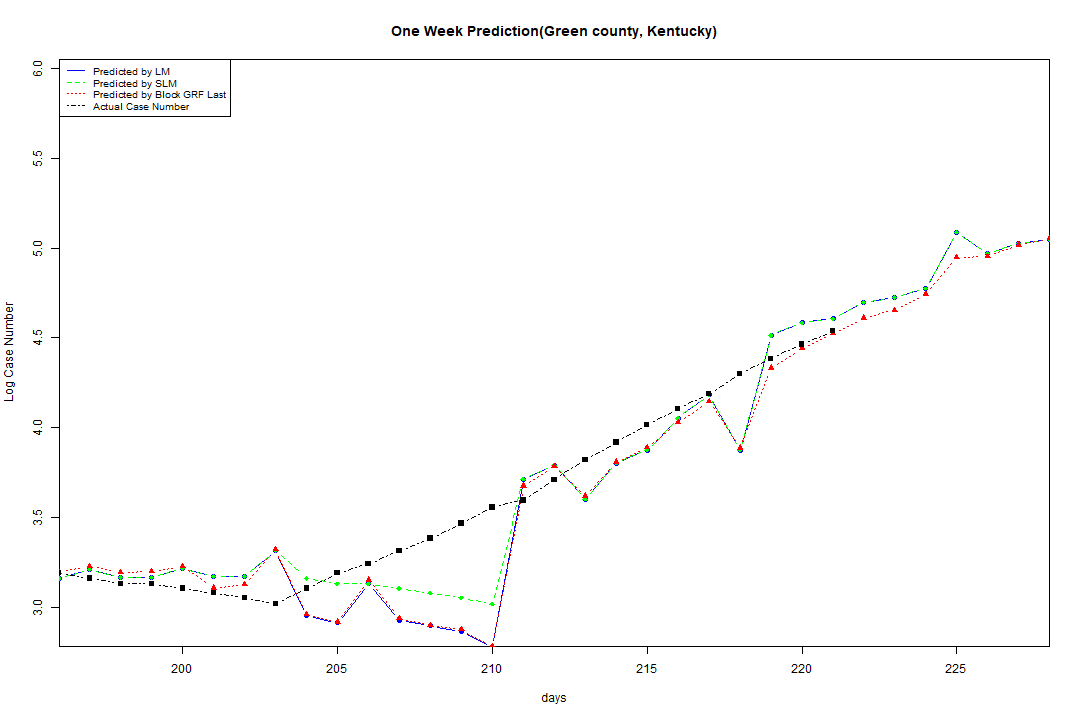 One Week Prediction(Green county, Kentucky)
Predicted by LM
Predicted by SLM
Predicted by Block GRF Last
Actual Case Number
6.0
5.5
5.0
4.5
4.0
3.5
3.0
Log Case Number
200 205 210 215 220 225
days